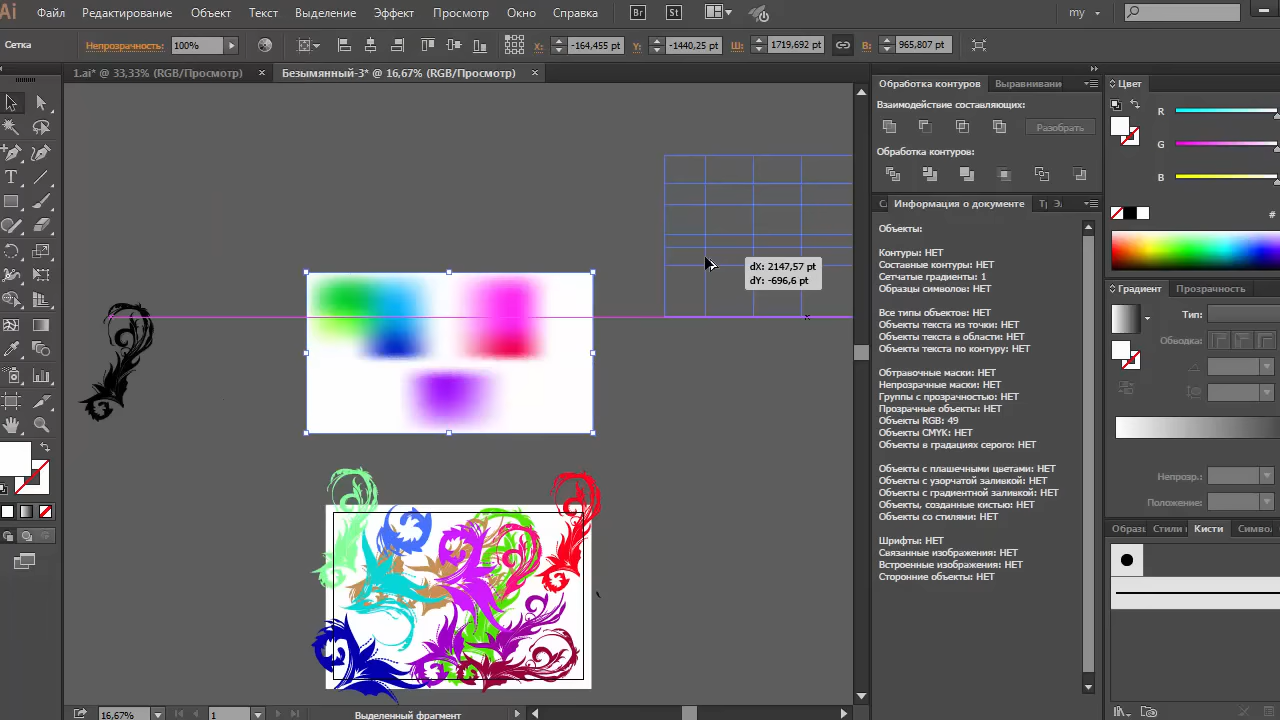 Ai Файл Редактирование Объект Текст Выделение Эффект Просмотр Окно Справка Br St my
Сетка Непрозрачность: 100% X: -164,455 pt Y: -1440,25 pt Ш: 1719,692 pt В: 965,807 pt
1.ai* @ 33,33% (RGB/Просмотр) × Безымянный-3* @ 16,67% (RGB/Просмотр) ×
Обработка контуров Выравнивани
Взаимодействие составляющих:
Разобрать
Обработка контуров:
Информация о документе
Объекты:
Контуры: НЕТ
Составные контуры: НЕТ
Сетчатые градиенты: 1
Образцы символов: НЕТ
Все типы объектов: НЕТ
Объекты текста из точки: НЕТ
Объекты текста в области: НЕТ
Объекты текста по контуру: НЕТ
Обтравочные маски: НЕТ
Непрозрачные маски: НЕТ
Группы с прозрачностью: НЕТ
Прозрачные объекты: НЕТ
Объекты RGB: 49
Объекты CMYK: НЕТ
Объекты в градациях серого: НЕТ
Объекты с плашечными цветами: НЕТ
Объекты с узорчатой заливкой: НЕТ
Объекты с градиентной заливкой: НЕТ
Объекты, созданные кистью: НЕТ
Объекты со стилями: НЕТ
Шрифты: НЕТ
Связанные изображения: НЕТ
Встроенные изображения: НЕТ
Сторонние объекты: НЕТ
Цвет
R
G
B
#
Градиент Прозрачность
Тип:
Обводка:
Непрозр.:
Положение:
Образ Стили Кисти Симво
dX: 2147,57 pt
dY: -696,6 pt
16,67% 1 Выделенный фрагмент